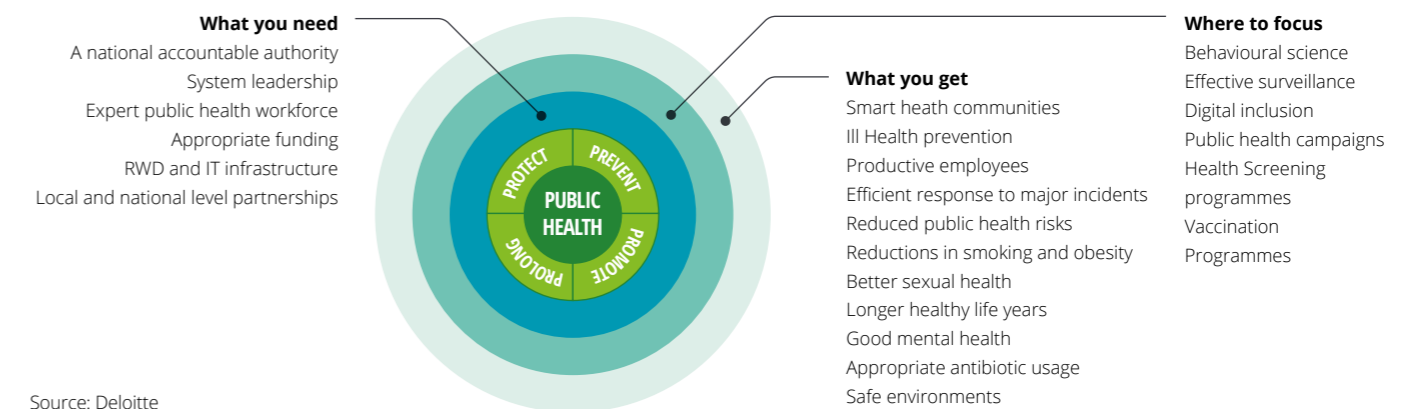 What you need
A national accountable authority
System leadership
Expert public health workforce
Appropriate funding
RWD and IT infrastructure
Local and national level partnerships
PROTECT
PREVENT
PUBLIC
HEALTH
PROLONG
PROMOTE
What you get
Smart heath communities
Ill Health prevention
Productive employees
Efficient response to major incidents
Reduced public health risks
Reductions in smoking and obesity
Better sexual health
Longer healthy life years
Good mental health
Appropriate antibiotic usage
Safe environments
Where to focus
Behavioural science
Effective surveillance
Digital inclusion
Public health campaigns
Health Screening
programmes
Vaccination
Programmes
Source: Deloitte